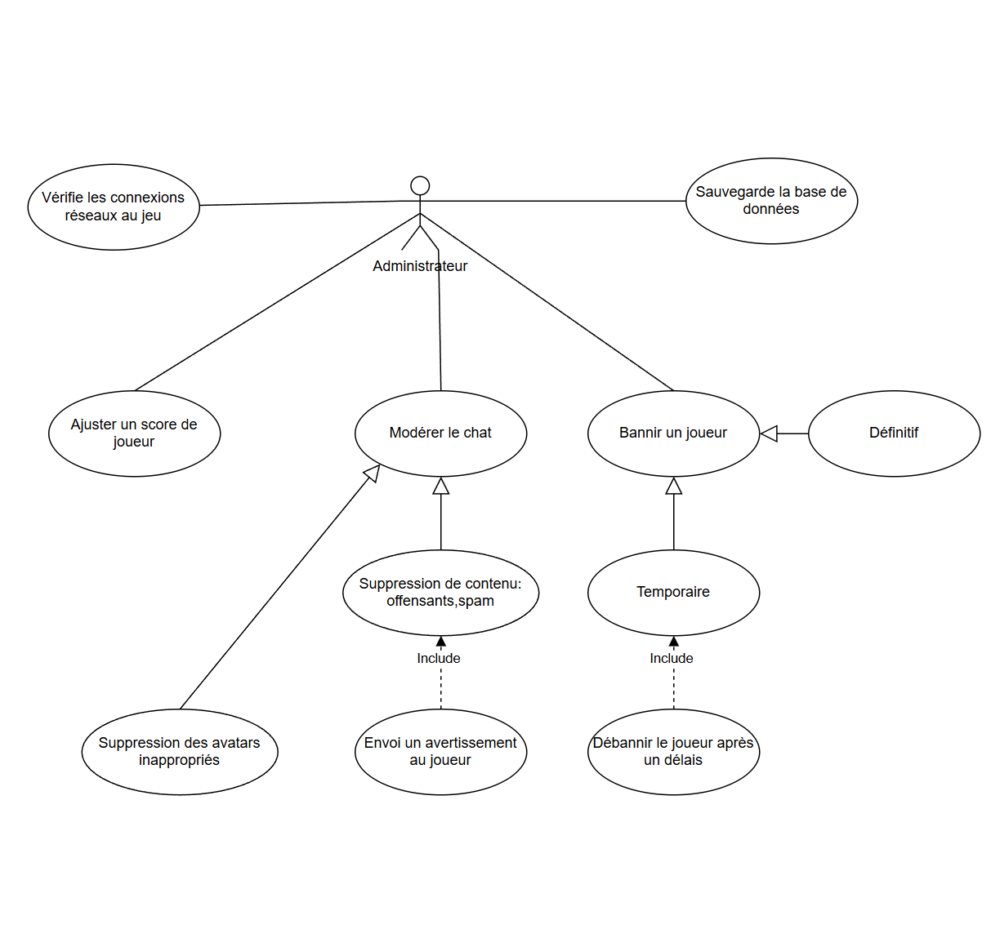 Vérifie les connexions
réseaux au jeu
Sauvegarde la base de
données
Administrateur
Ajuster un score de
joueur
Modérer le chat
Bannir un joueur
Définitif
Suppression de contenu:
offensants,spam
Temporaire
Include
Include
Suppression des avatars
inappropriés
Envoi un avertissement
au joueur
Débannir le joueur après
un délais